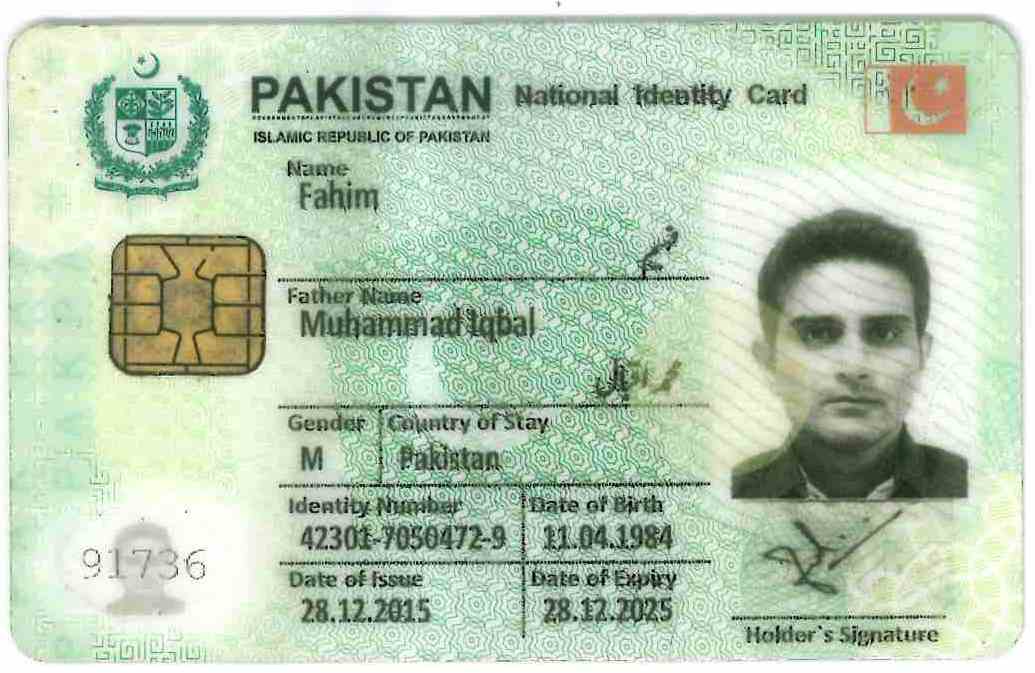 PAKISTAN National Identity Card
ISLAMIC REPUBLIC OF PAKISTAN
Name
Fahim
Father Name
Muhammad Iqbal
Gender Country of Stay
M Pakistan
Identity Number Date of Birth
42301-7050472-9 11.04.1984
Date of Issue Date of Expiry
28.12.2015 28.12.2025
91736
Holder's Signature